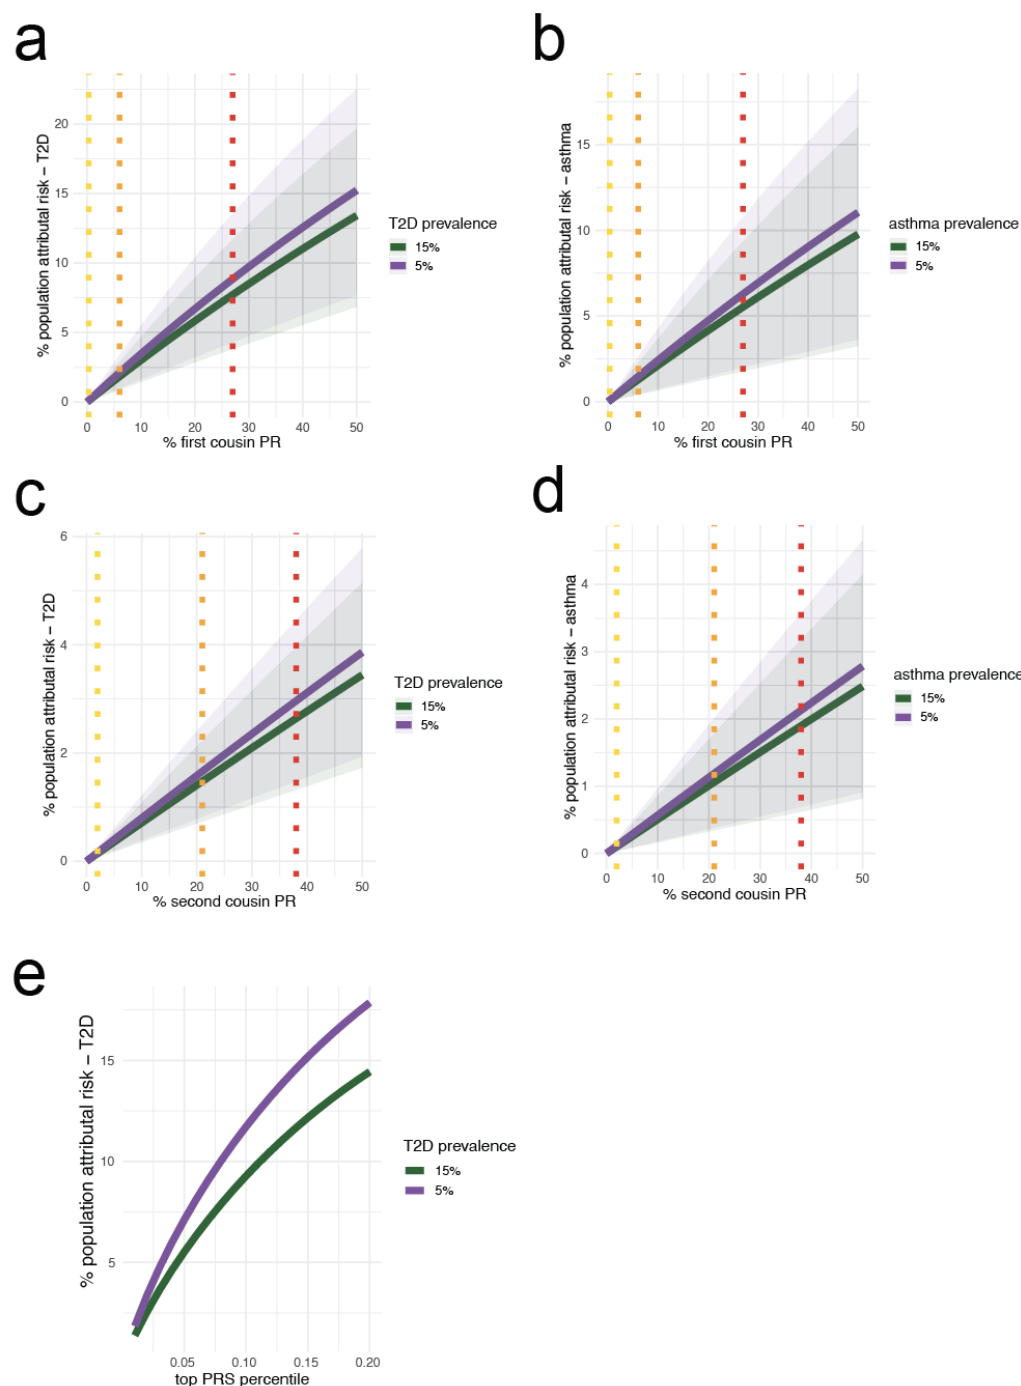 a
% population attributal risk – T2D
20
15
10
5
0
0 10 20 30 40 50
% first cousin PR
T2D prevalence
15%
5%
b
% population attributal risk – asthma
15
10
5
0
0 10 20 30 40 50
% first cousin PR
asthma prevalence
15%
5%
c
% population attributal risk – T2D
6
4
2
0
0 10 20 30 40 50
% second cousin PR
T2D prevalence
15%
5%
d
% population attributal risk – asthma
4
3
2
1
0
0 10 20 30 40 50
% second cousin PR
asthma prevalence
15%
5%
e
% population attributal risk – T2D
15
10
5
0.05 0.10 0.15 0.20
top PRS percentile
T2D prevalence
15%
5%